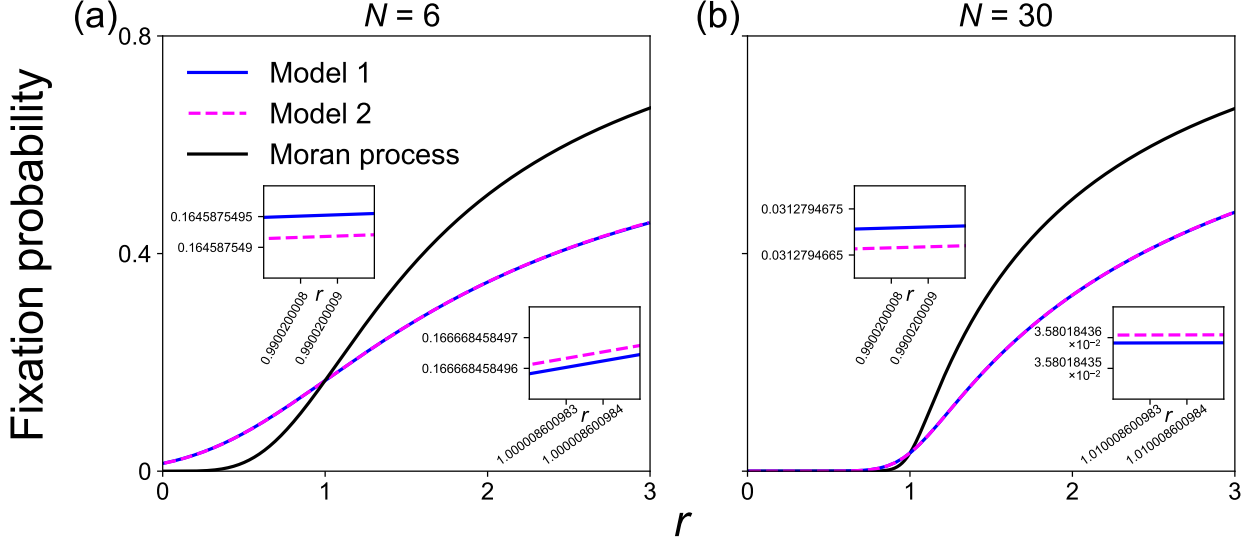 (a)
N = 6
(b)
N = 30
Fixation probability
0.8
0.4
0
Model 1
Model 2
Moran process
0.1645875495
0.164587549
r
0.9900200008
0.9900200009
0.166668458497
0.166668458496
r
1.000008600983
1.000008600984
0
1
2
3
0.0312794675
0.0312794665
r
0.9900200008
0.9900200009
3.58018436
×10⁻²
3.58018435
×10⁻²
r
1.010008600983
1.010008600984
0
1
2
3
r